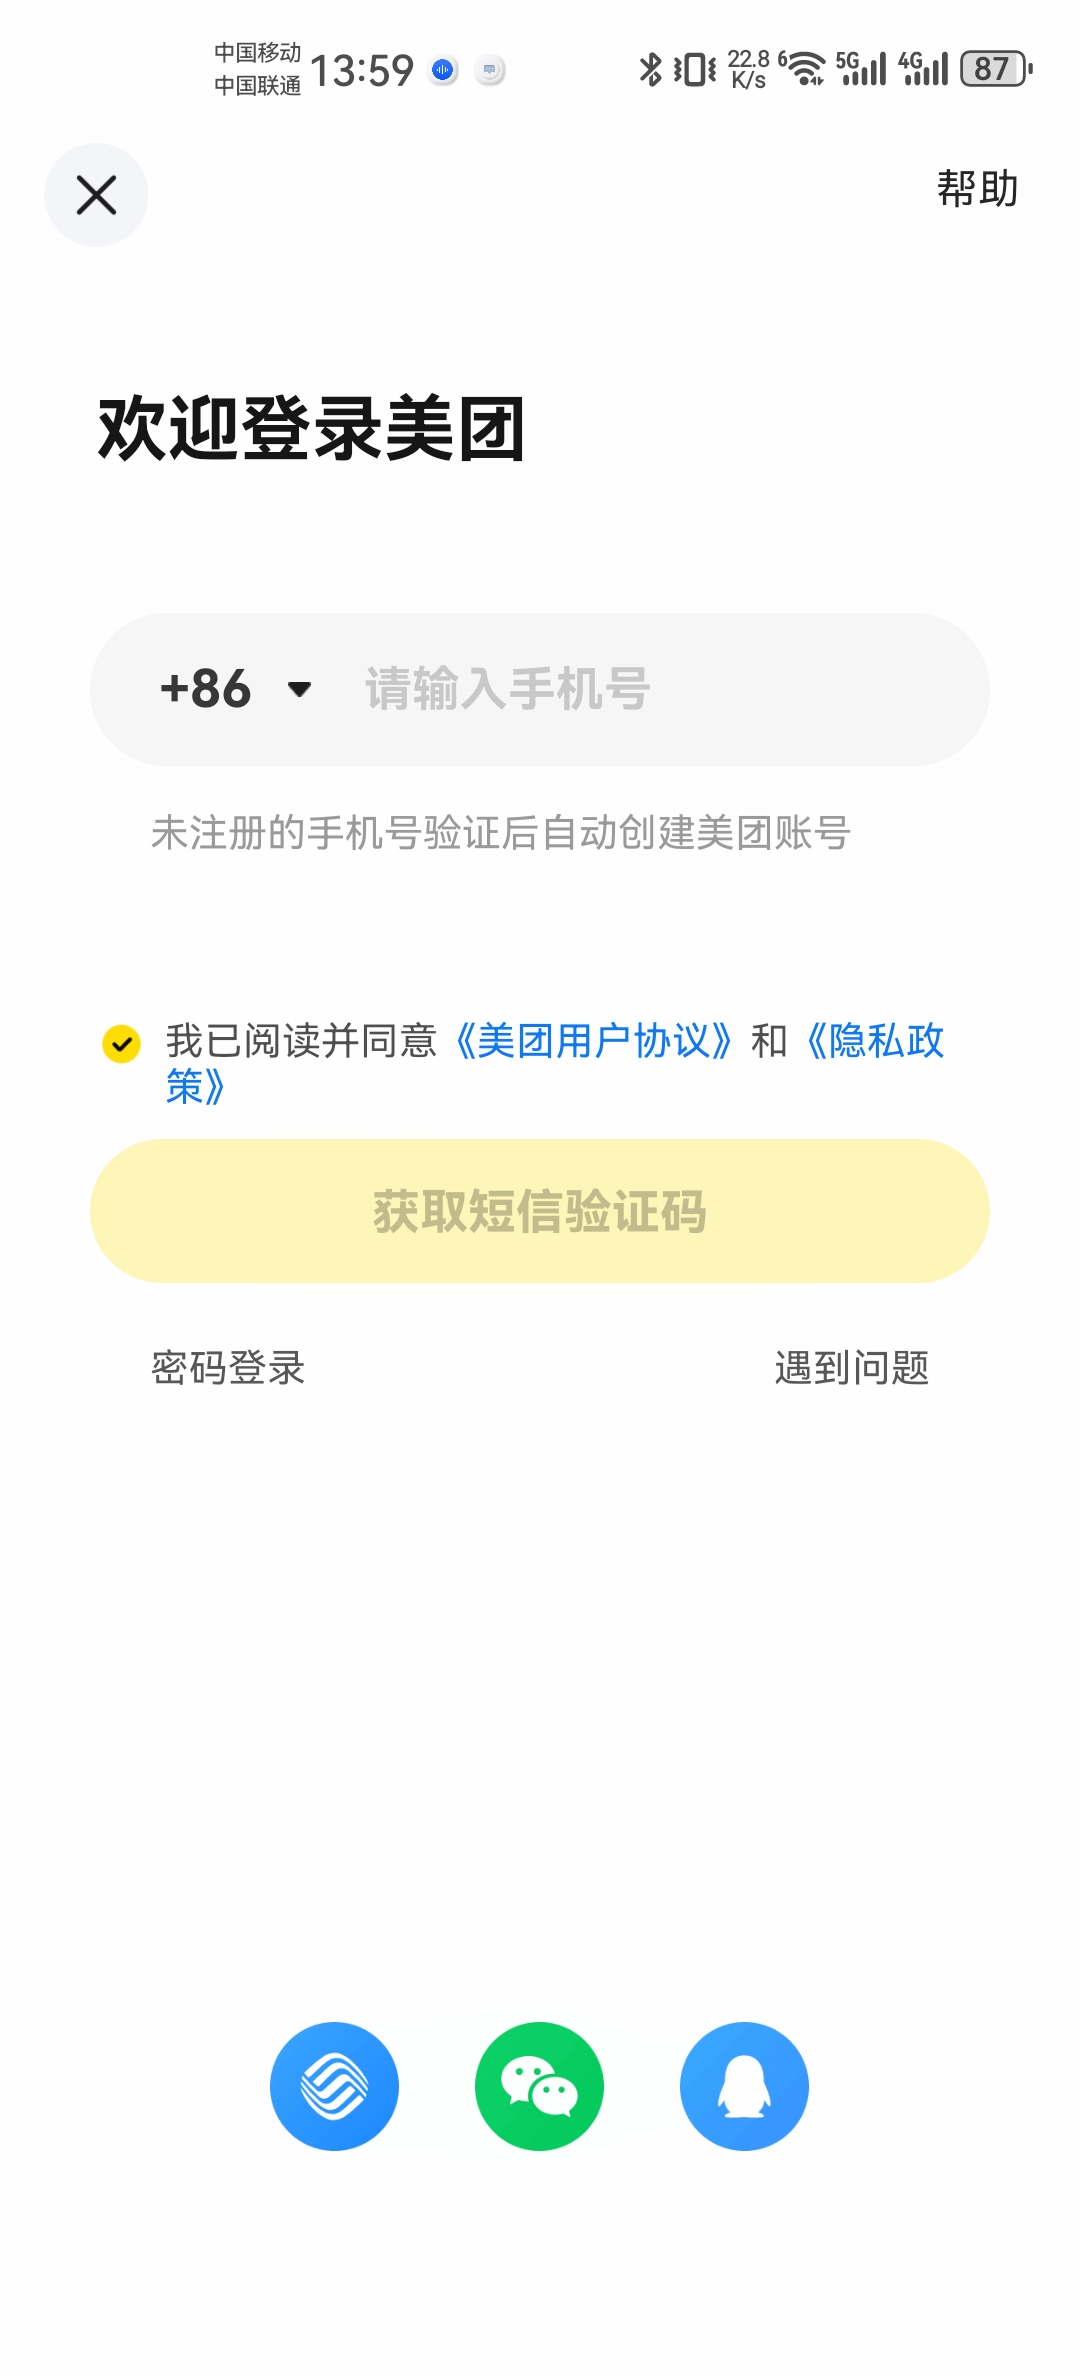 中国移动
中国联通
13:59
22.8
K/s
6
5G
4G
87
帮助
欢迎登录美团
+86
请输入手机号
未注册的手机号验证后自动创建美团账号
我已阅读并同意《美团用户协议》和《隐私政
策》
获取短信验证码
密码登录
遇到问题